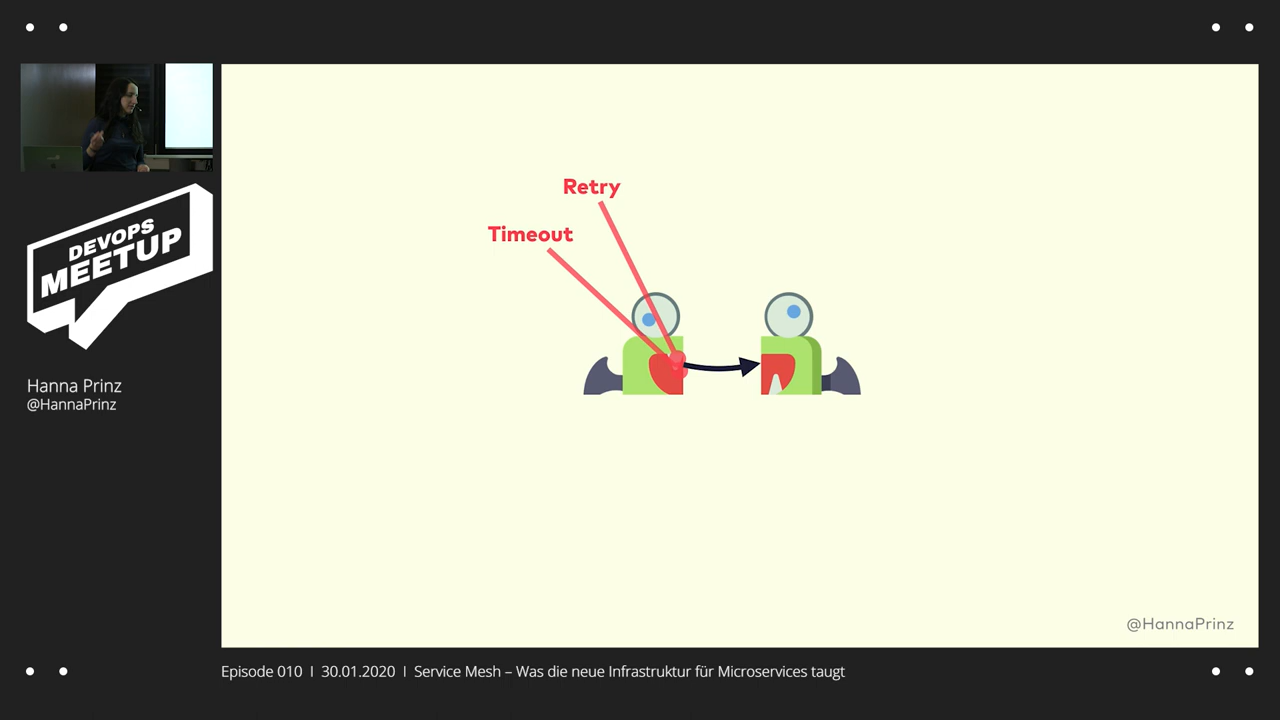 DEVOPS
MEETUP
Hanna Prinz
@HannaPrinz
Retry
Timeout
@HannaPrinz
Episode 010 I 30.01.2020 I Service Mesh – Was die neue Infrastruktur für Microservices taugt